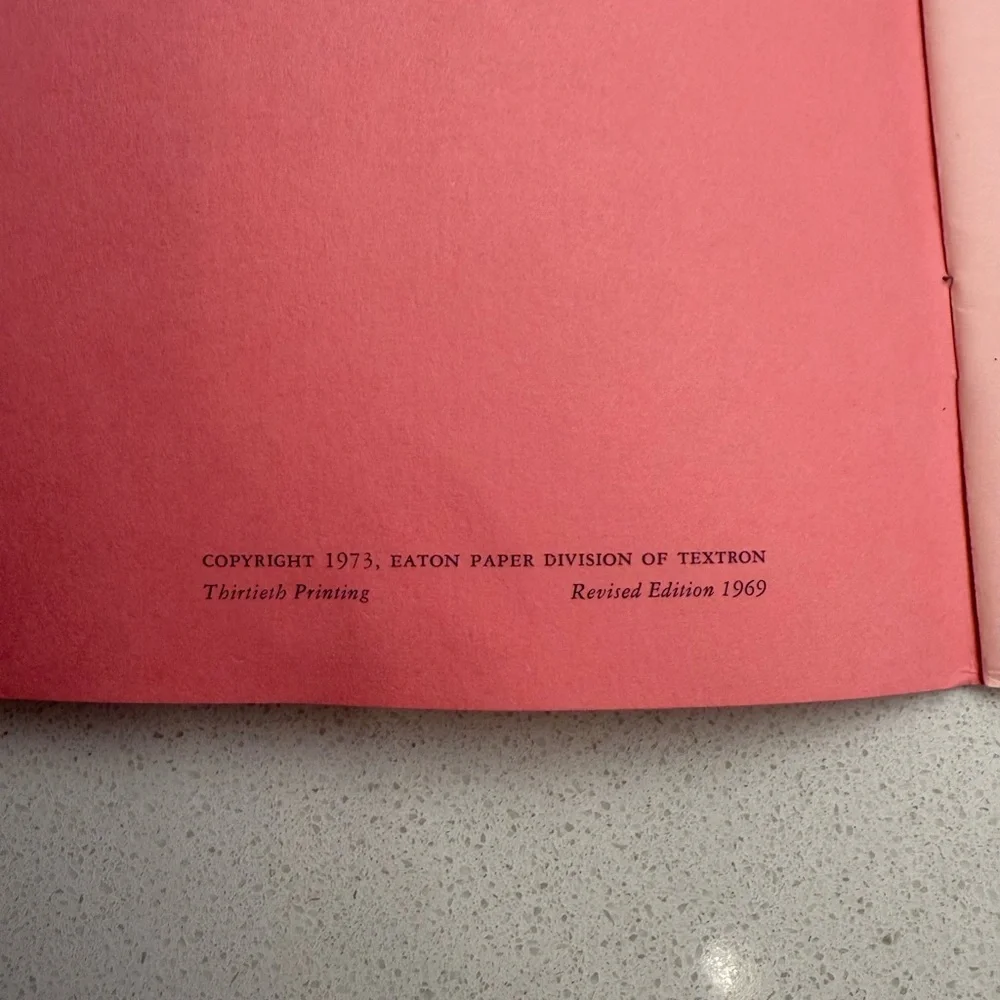 COPYRIGHT 1973, EATON PAPER DIVISION OF TEXTRON
Thirtieth Printing Revised Edition 1969